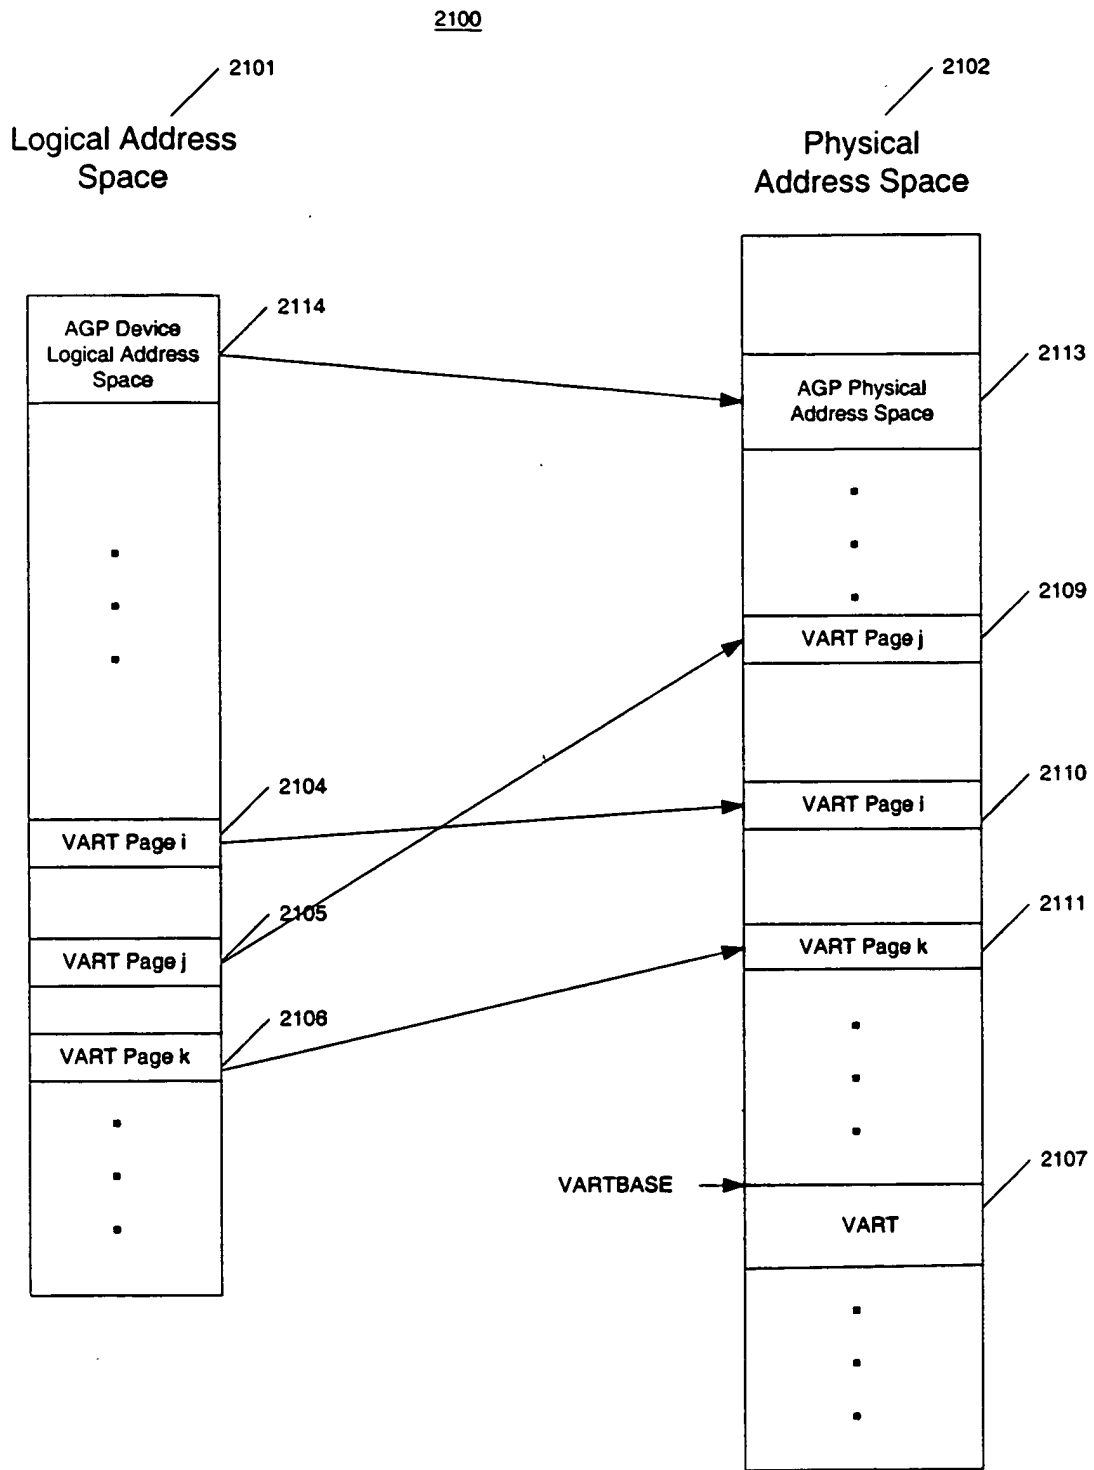 2100
2101
Logical Address
Space
2102
Physical
Address Space
AGP Device
Logical Address
Space
2114
AGP Physical
Address Space
2113
VART Page j
2109
2104
VART Page i
VART Page i
2110
2105
VART Page j
VART Page k
2111
2106
VART Page k
VARTBASE
VART
2107